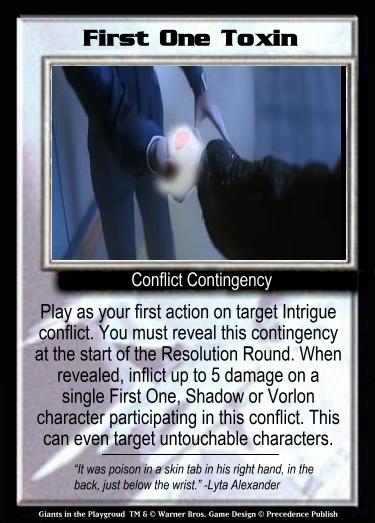 First One Toxin
Conflict Contingency
Play as your first action on target Intrigue
conflict. You must reveal this contingency
at the start of the Resolution Round. When
revealed, inflict up to 5 damage on a
single First One, Shadow or Vorlon
character participating in this conflict. This
can even target untouchable characters.
"It was poison in a skin tab in his right hand, in the
back, just below the wrist." -Lyta Alexander
Giants in the Playgroud TM & © Warner Bros. Game Design © Precedence Publish